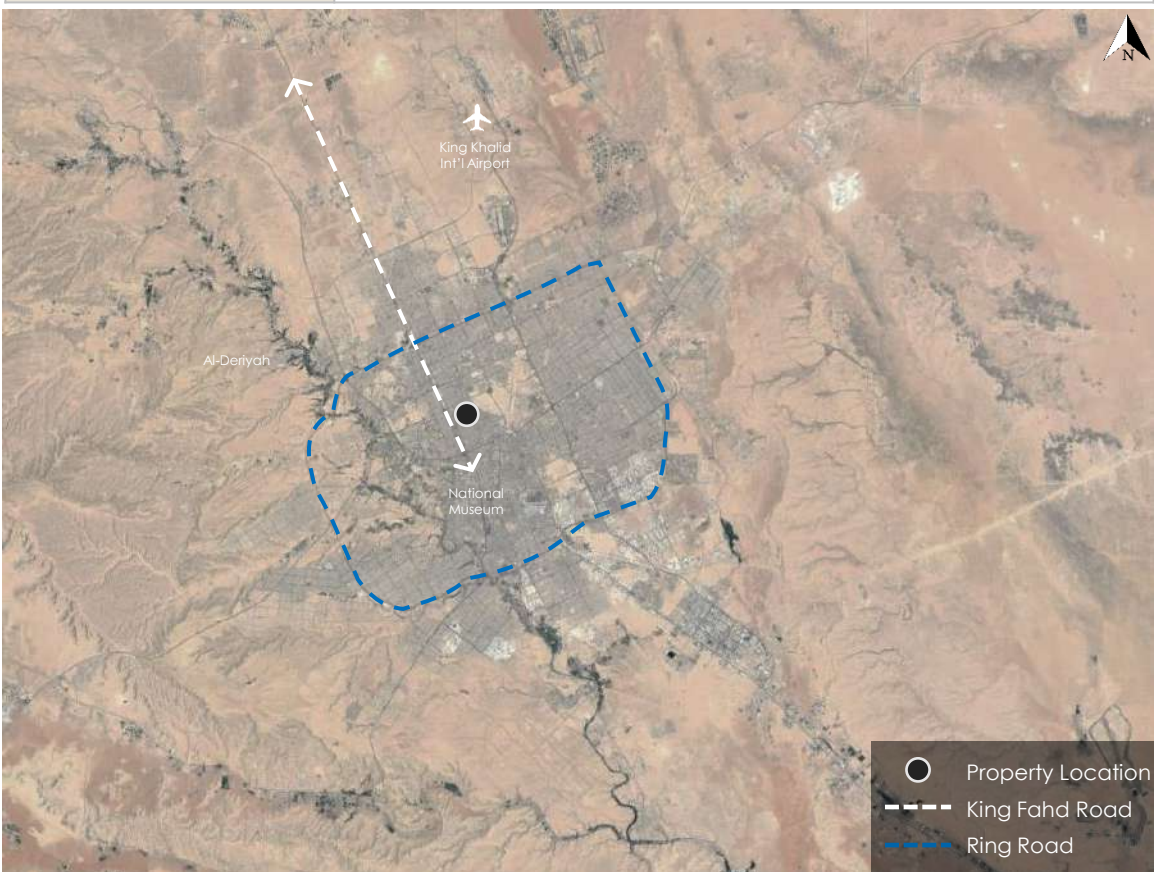 N
King Khalid
Int'l Airport
Al-Deriyah
National
Museum
Property Location
King Fahd Road
Ring Road